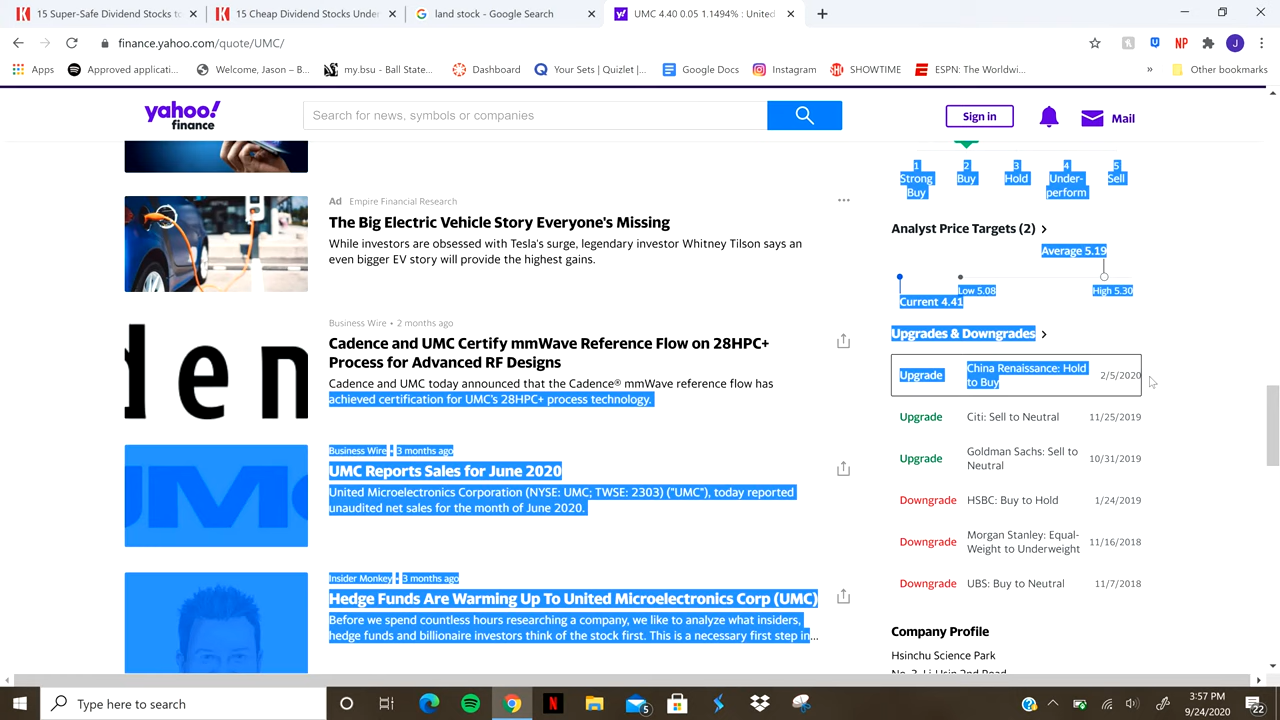 15 Super-Safe Dividend Stocks to
15 Cheap Dividend Stocks Under
land stock - Google Search
UMC 4.40 0.05 1.1494% : United
finance.yahoo.com/quote/UMC/
NP
J
Apps
Approved applicati...
Welcome, Jason – B...
my.bsu - Ball State...
Dashboard
Your Sets | Quizlet |...
Google Docs
Instagram
SHO
SHOWTIME
ESPN: The Worldwi...
»
Other bookmarks
yahoo!
finance
Search for news, symbols or companies
Sign in
Mail
Ad Empire Financial Research
The Big Electric Vehicle Story Everyone's Missing
While investors are obsessed with Tesla's surge, legendary investor Whitney Tilson says an
even bigger EV story will provide the highest gains.
den
Business Wire • 2 months ago
Cadence and UMC Certify mmWave Reference Flow on 28HPC+
Process for Advanced RF Designs
Cadence and UMC today announced that the Cadence® mmWave reference flow has
achieved certification for UMC's 28HPC+ process technology.
UMC
Business Wire • 3 months ago
UMC Reports Sales for June 2020
United Microelectronics Corporation (NYSE: UMC; TWSE: 2303) ("UMC"), today reported
unaudited net sales for the month of June 2020.
Insider Monkey • 3 months ago
Hedge Funds Are Warming Up To United Microelectronics Corp (UMC)
Before we spend countless hours researching a company, we like to analyze what insiders,
hedge funds and billionaire investors think of the stock first. This is a necessary first step in...
1 2 3 4 5
Strong Buy Hold Under- Sell
Buy perform
Analyst Price Targets (2)
Average 5.19
Low 5.08 High 5.30
Current 4.41
Upgrades & Downgrades
Upgrade China Renaissance: Hold to Buy 2/5/2020
Upgrade Citi: Sell to Neutral 11/25/2019
Upgrade Goldman Sachs: Sell to Neutral 10/31/2019
Downgrade HSBC: Buy to Hold 1/24/2019
Downgrade Morgan Stanley: Equal-Weight to Underweight 11/16/2018
Downgrade UBS: Buy to Neutral 11/7/2018
Company Profile
Hsinchu Science Park
Type here to search
5
3:57 PM
9/24/2020
22